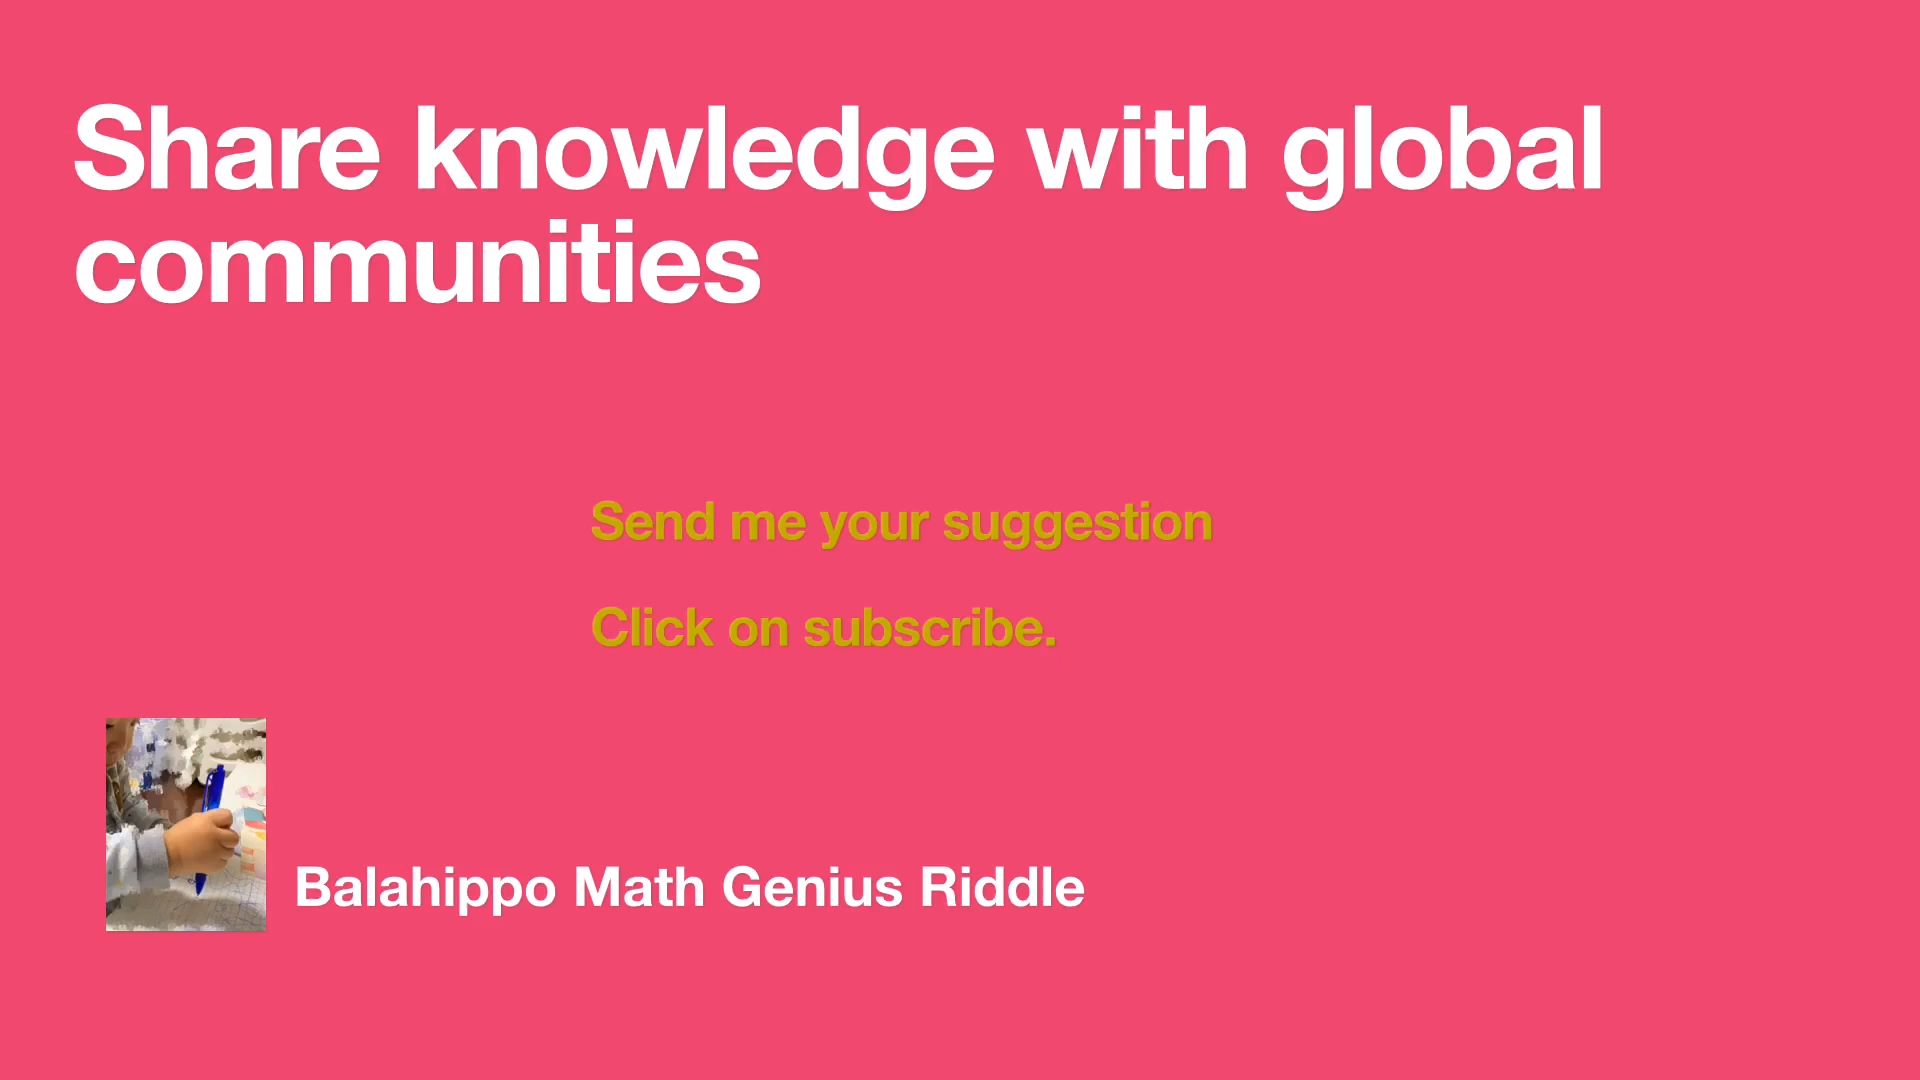 Share knowledge with global
communities
Send me your suggestion
Click on subscribe.
Balahippo Math Genius Riddle